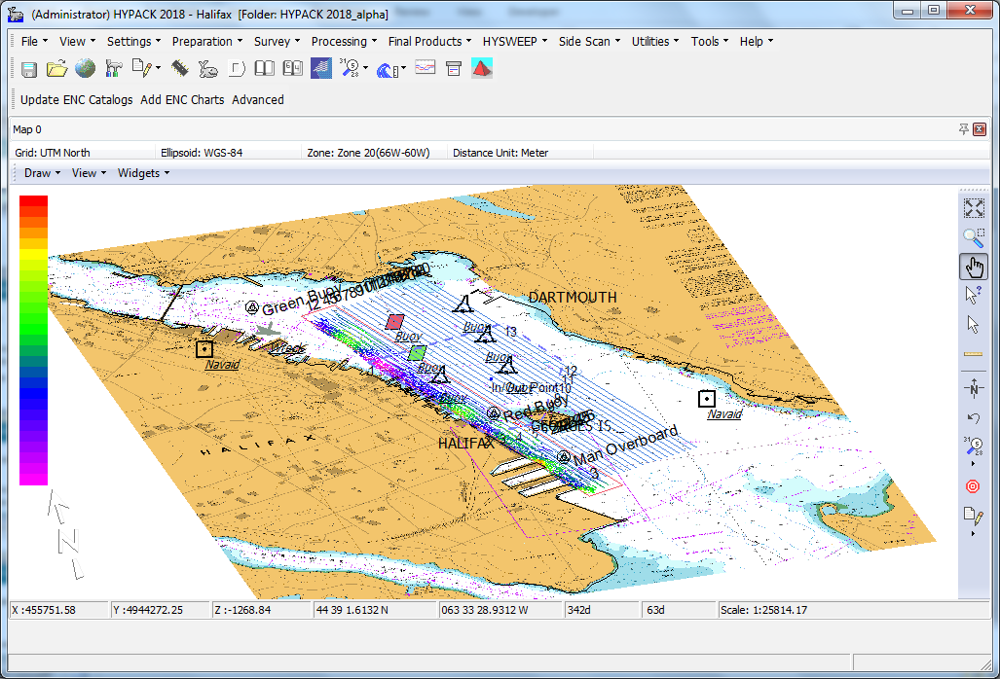 (Administrator) HYPACK 2018 - Halifax [Folder: HYPACK 2018_alpha]
File View Settings Preparation Survey Processing Final Products HYSWEEP Side Scan Utilities Tools Help
Update ENC Catalogs Add ENC Charts Advanced
Map 0
Grid: UTM North Ellipsoid: WGS-84 Zone: Zone 20(66W-60W) Distance Unit: Meter
Draw View Widgets
Green Buoy
DARTMOUTH
Buoy
13
Buoy
Wreck
Buoy
Navaid
Buoy
12
11
In/Out Point
10
Red Buoy
Navaid
HALIFAX
HALIFAX
Man Overboard
3
N
X :455751.58 Y :4944272.25 Z :-1268.84 44 39 1.6132 N 063 33 28.9312 W 342d 63d Scale: 1:25814.17